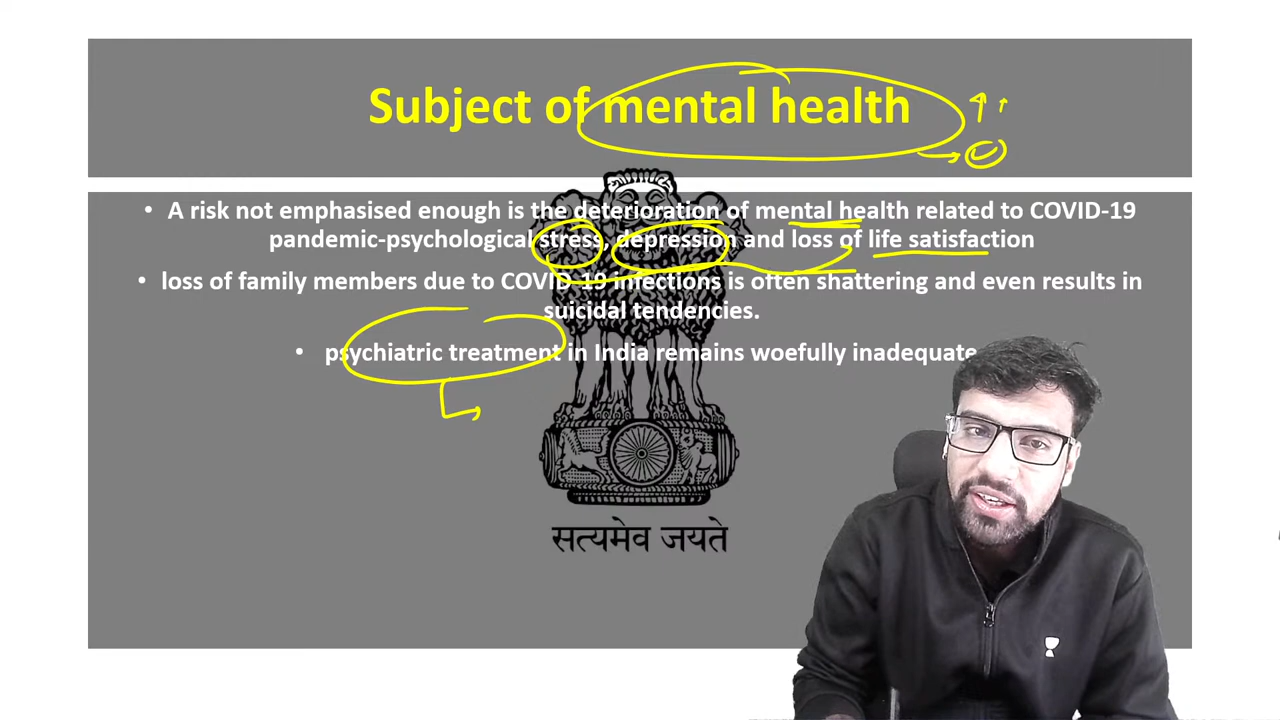 Subject of mental health
• A risk not emphasised enough is the deterioration of mental health related to COVID-19
pandemic-psychological stress, depression and loss of life satisfaction
• loss of family members due to COVID-19 infections is often shattering and even results in
suicidal tendencies.
• psychiatric treatment in India remains woefully inadequate
सत्यमेव जयते